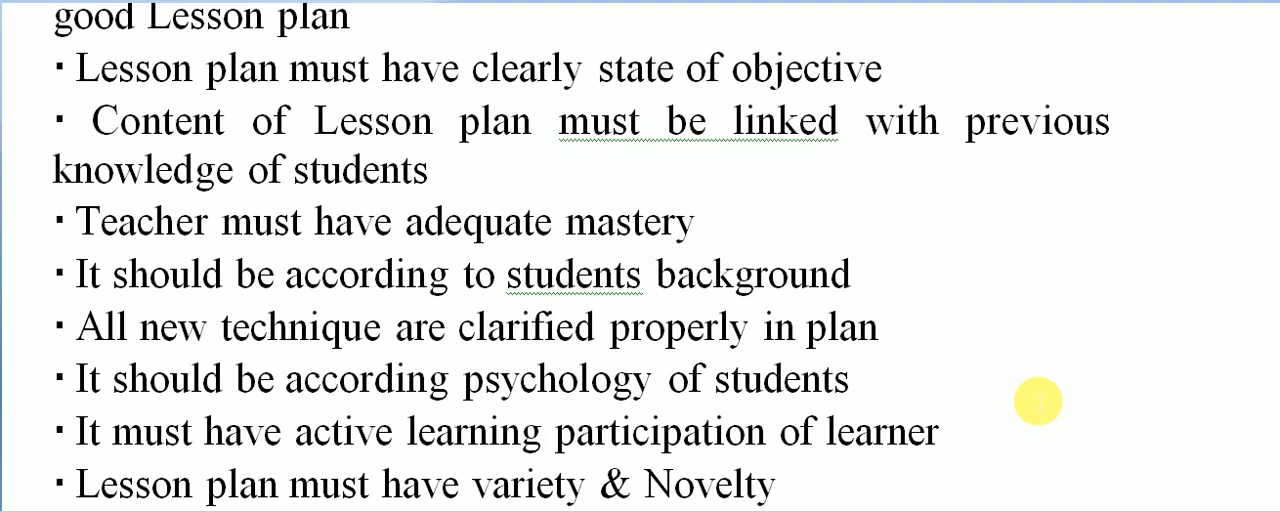 good Lesson plan
· Lesson plan must have clearly state of objective
· Content of Lesson plan must be linked with previous
knowledge of students
· Teacher must have adequate mastery
· It should be according to students background
· All new technique are clarified properly in plan
· It should be according psychology of students
· It must have active learning participation of learner
· Lesson plan must have variety & Novelty